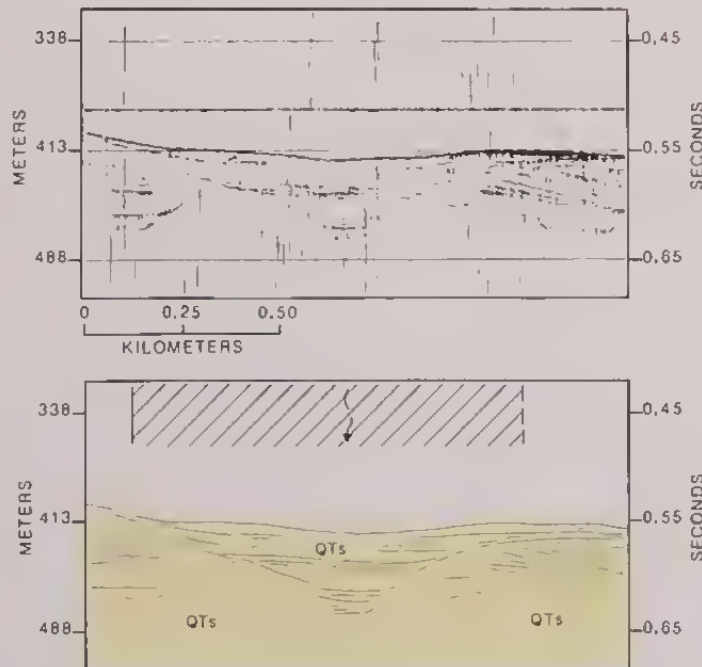 338
0.45
METERS
413
0.55
SECONDS
488
0.65
0 0.25 0.50
KILOMETERS
338
0.45
METERS
413
0.55
SECONDS
QTs
488
QTs QTs
0.65